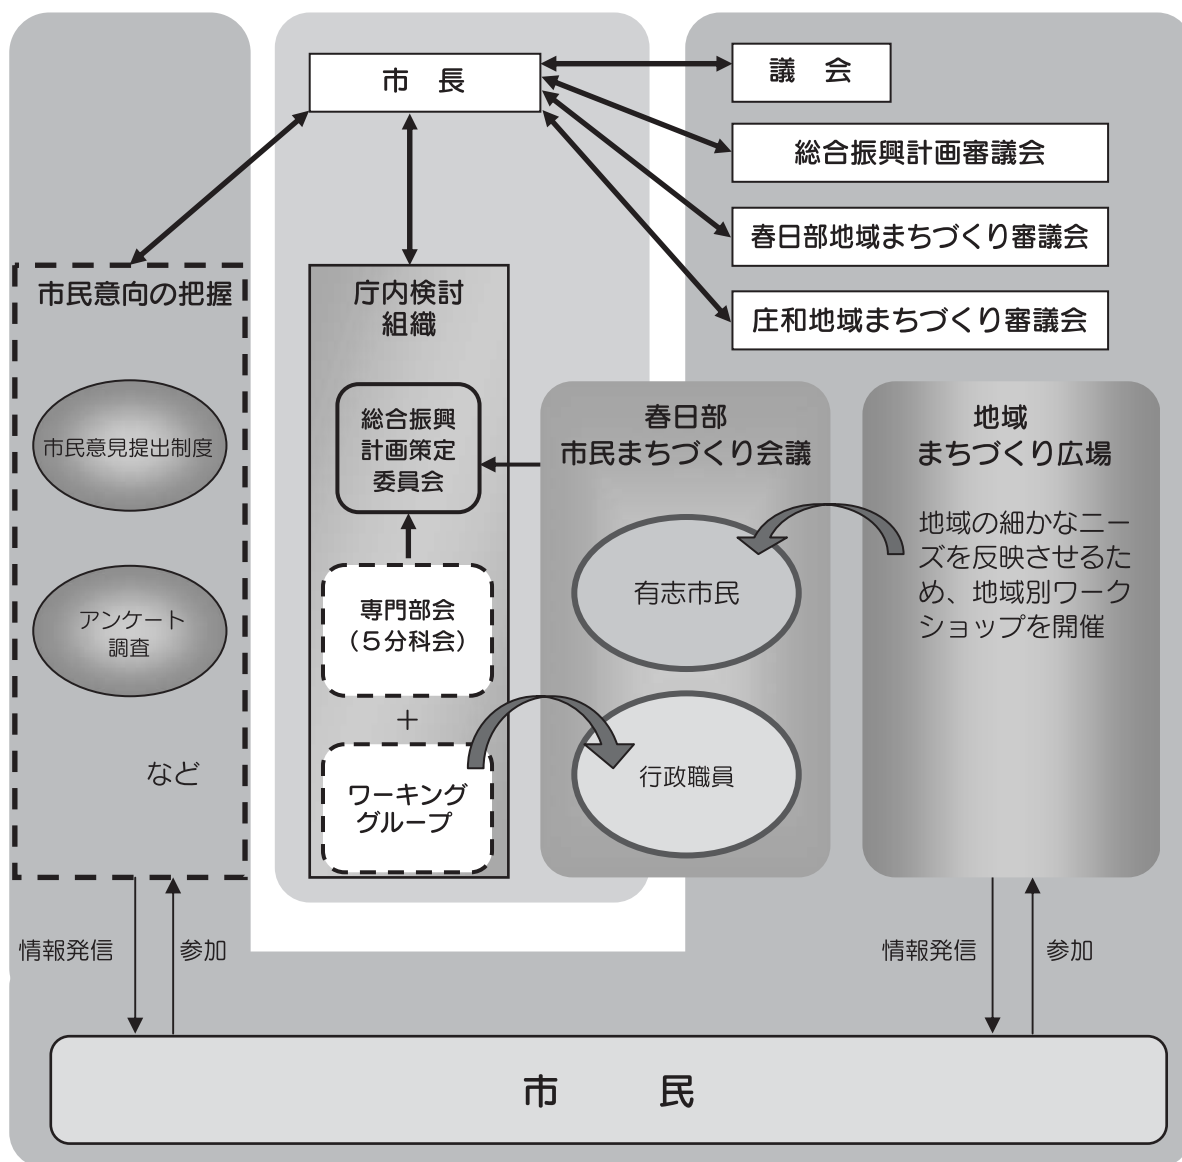 市　長
議　会
総合振興計画審議会
春日部地域まちづくり審議会
庄和地域まちづくり審議会
市民意向の把握
市民意見提出制度
アンケート
調査
など
庁内検討
組織
総合振興
計画策定
委員会
専門部会
（５分科会）
＋
ワーキング
グループ
春日部
市民まちづくり会議
有志市民
行政職員
地域
まちづくり広場
地域の細かなニー
ズを反映させるた
め、地域別ワーク
ショップを開催
情報発信
参加
情報発信
参加
市　　民